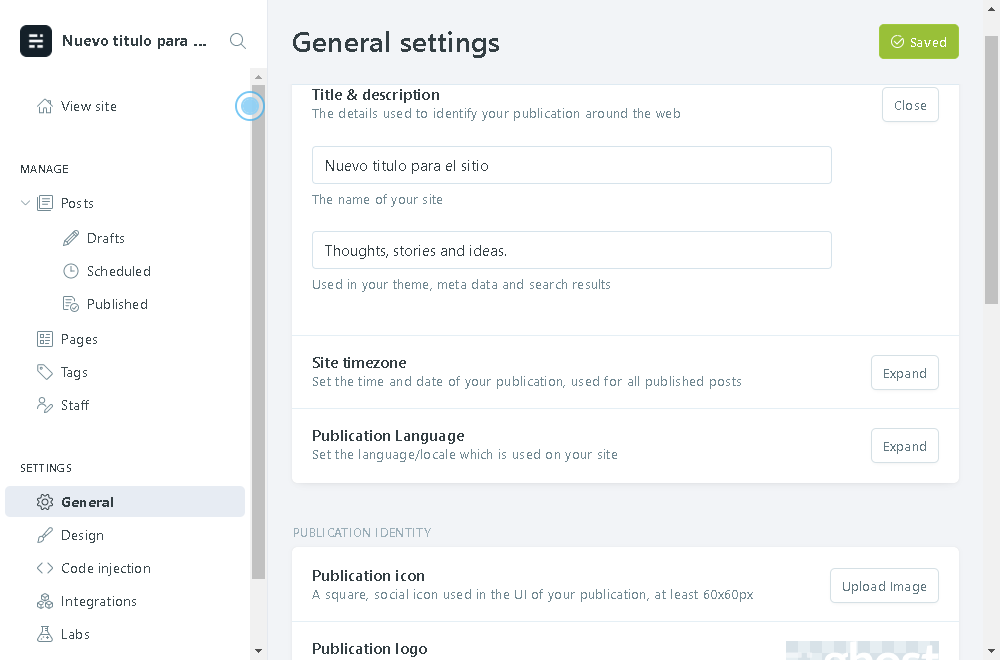 Nuevo titulo para ...
General settings
Saved
View site
Title & description
The details used to identify your publication around the web
Close
Nuevo titulo para el sitio
The name of your site
Thoughts, stories and ideas.
Used in your theme, meta data and search results
MANAGE
Posts
Drafts
Scheduled
Published
Pages
Tags
Staff
Site timezone
Set the time and date of your publication, used for all published posts
Expand
Publication Language
Set the language/locale which is used on your site
Expand
SETTINGS
General
Design
Code injection
Integrations
Labs
PUBLICATION IDENTITY
Publication icon
A square, social icon used in the UI of your publication, at least 60x60px
Upload Image
Publication logo
ghost